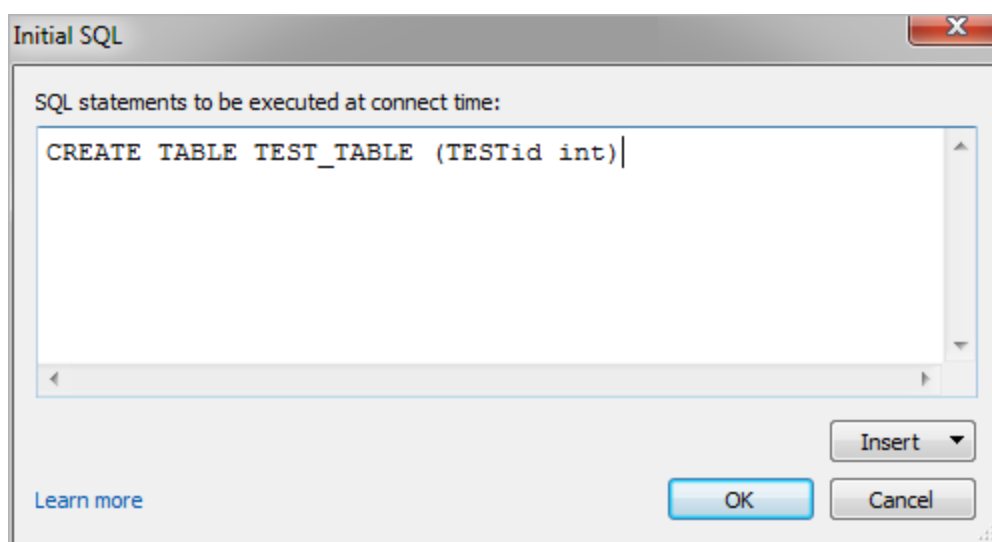 Initial SQL
SQL statements to be executed at connect time:
CREATE TABLE TEST_TABLE (TESTid int)
Insert
Learn more
OK
Cancel